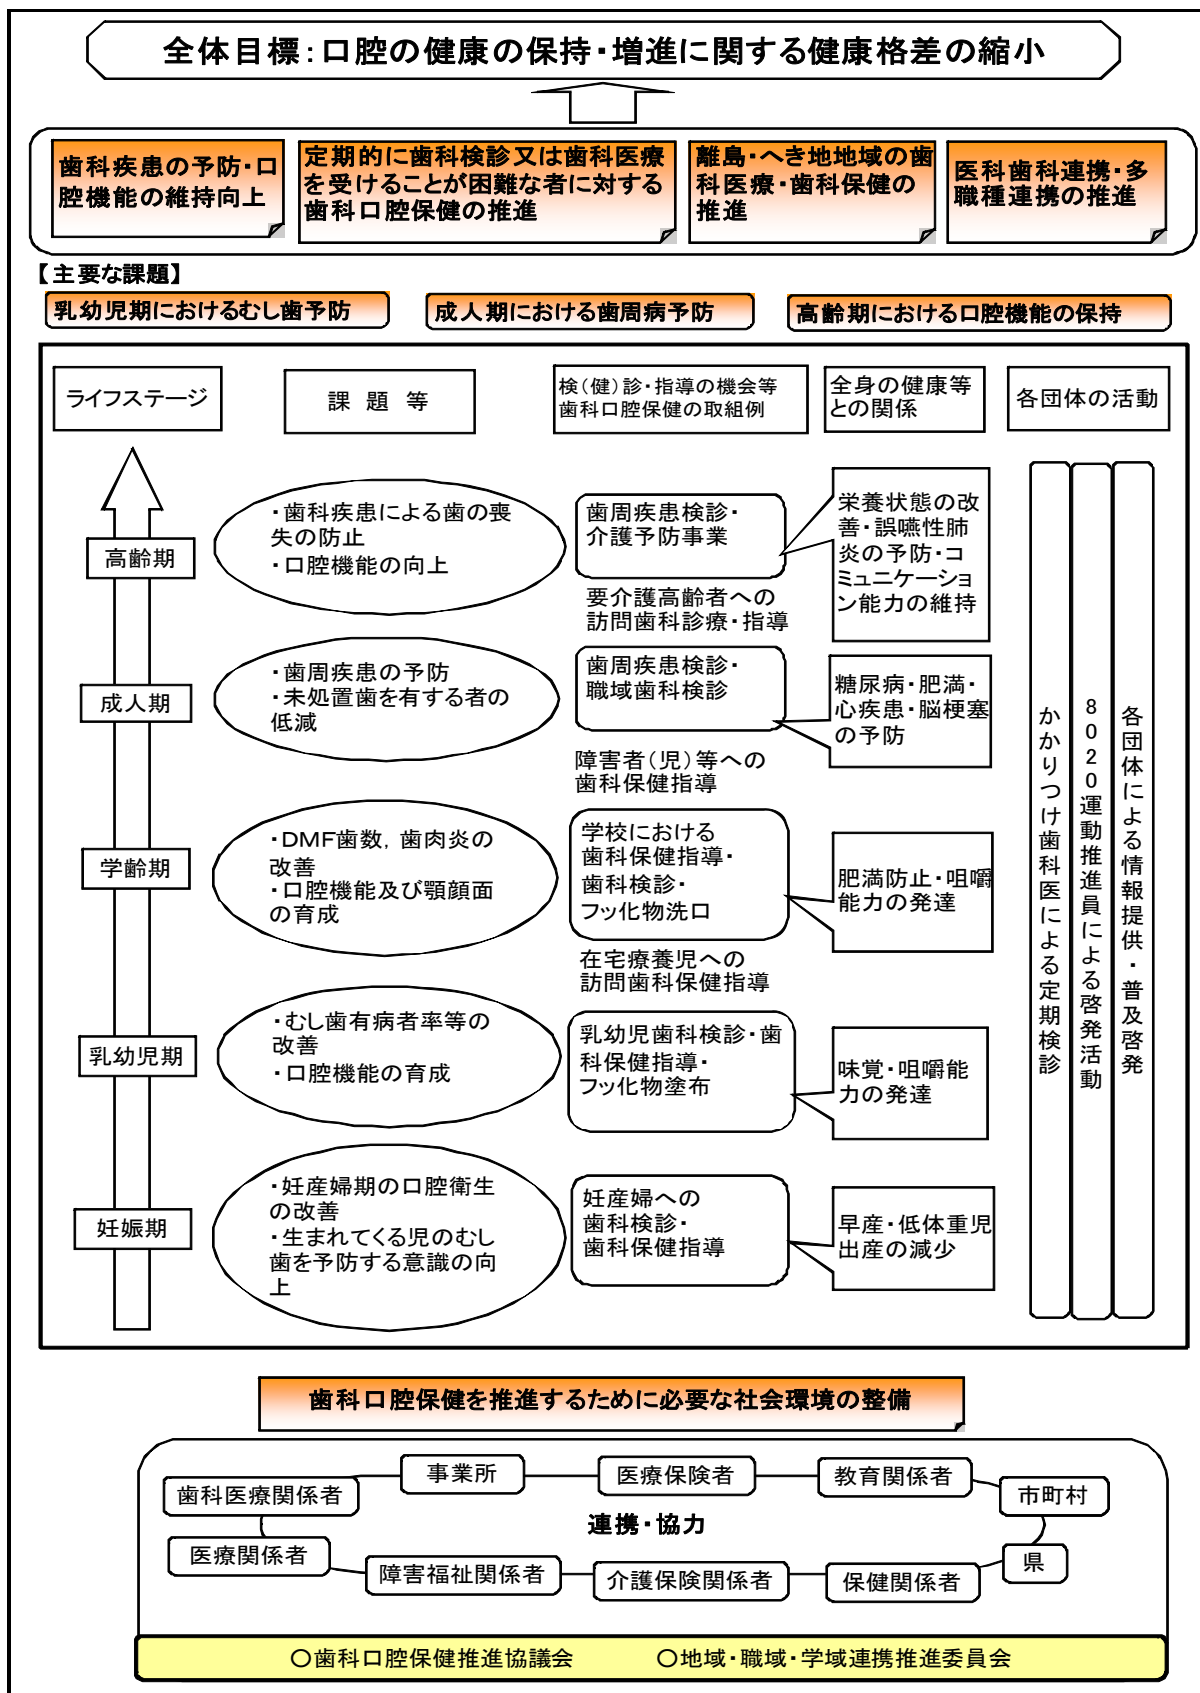 全体目標：口腔の健康の保持・増進に関する健康格差の縮小
歯科疾患の予防・口
腔機能の維持向上
定期的に歯科検診又は歯科医療
を受けることが困難な者に対する
歯科口腔保健の推進
離島・へき地地域の歯
科医療・歯科保健の
推進
医科歯科連携・多
職種連携の推進
【主要な課題】
乳幼児期におけるむし歯予防
成人期における歯周病予防
高齢期における口腔機能の保持
ライフステージ
課 題 等
検（健）診・指導の機会等
歯科口腔保健の取組例
全身の健康等
との関係
各団体の活動
高齢期
・歯科疾患による歯の喪
失の防止
・口腔機能の向上
歯周疾患検診・
介護予防事業
栄養状態の改
善・誤嚥性肺
炎の予防・コ
ミュニケーショ
ン能力の維持
要介護高齢者への
訪問歯科診療・指導
成人期
・歯周疾患の予防
・未処置歯を有する者の
低減
歯周疾患検診・
職域歯科検診
糖尿病・肥満・
心疾患・脳梗塞
の予防
障害者（児）等への
歯科保健指導
学齢期
・DMF歯数，歯肉炎の
改善
・口腔機能及び顎顔面
の育成
学校における
歯科保健指導・
歯科検診・
フッ化物洗口
肥満防止・咀嚼
能力の発達
在宅療養児への
訪問歯科保健指導
乳幼児期
・むし歯有病者率等の
改善
・口腔機能の育成
乳幼児歯科検診・歯
科保健指導・
フッ化物塗布
味覚・咀嚼能
力の発達
妊娠期
・妊産婦期の口腔衛生
の改善
・生まれてくる児のむし
歯を予防する意識の向
上
妊産婦への
歯科検診・
歯科保健指導
早産・低体重児
出産の減少
かかりつけ歯科医による定期検診
8020運動推進員による啓発活動
各団体による情報提供・普及啓発
歯科口腔保健を推進するために必要な社会環境の整備
歯科医療関係者
事業所
医療保険者
教育関係者
市町村
連携・協力
医療関係者
障害福祉関係者
介護保険関係者
保健関係者
県
○歯科口腔保健推進協議会
○地域・職域・学域連携推進委員会